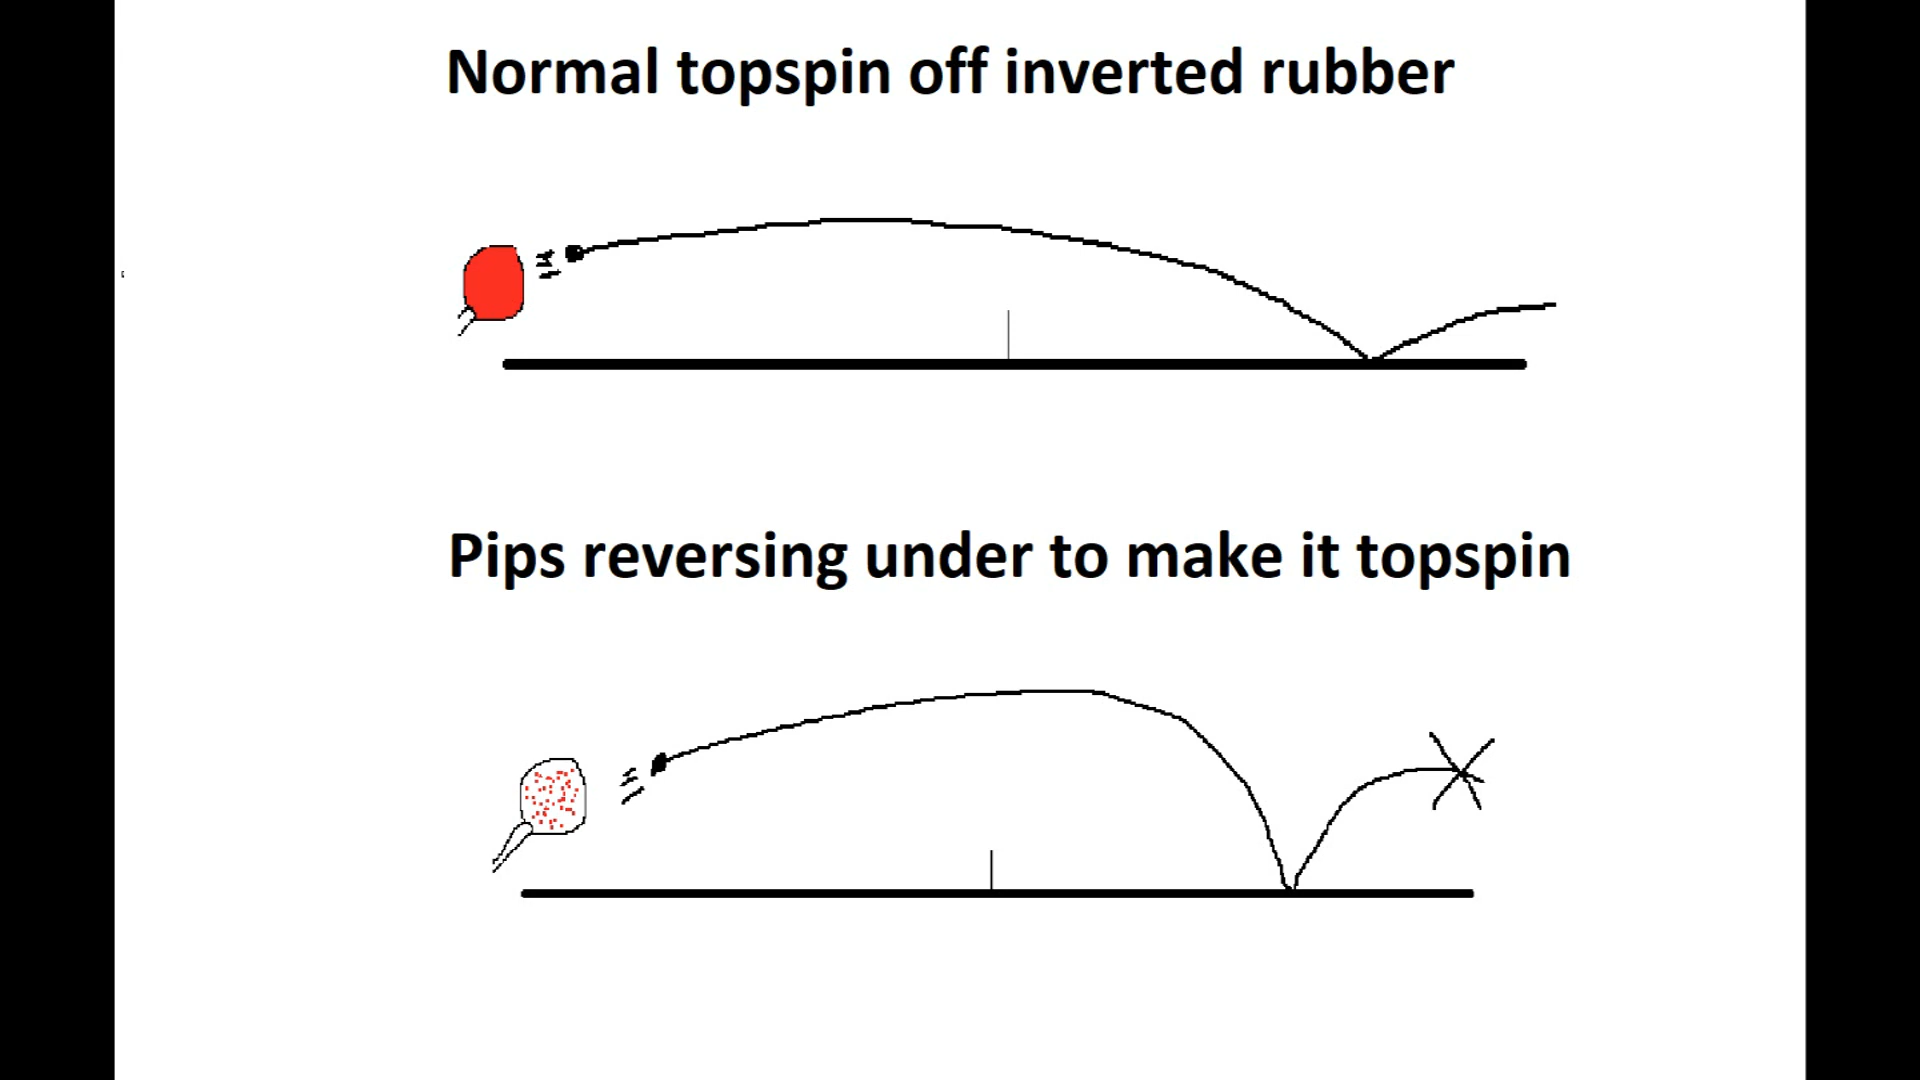 Normal topspin off inverted rubber
Pips reversing under to make it topspin